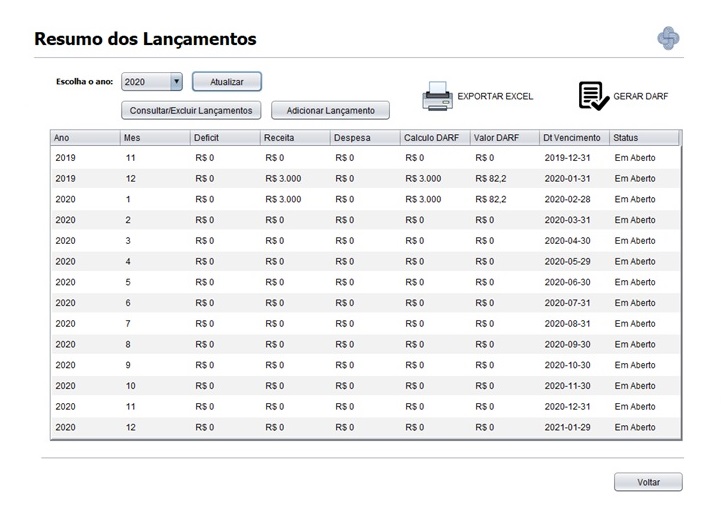 Resumo dos Lançamentos
Escolha o ano: 2020 Atualizar
EXPORTAR EXCEL GERAR DARF
Consultar/Excluir Lançamentos Adicionar Lançamento
Ano Mes Deficit Receita Despesa Calculo DARF Valor DARF Dt Vencimento Status
2019 11 R$ 0 R$ 0 R$ 0 R$ 0 R$ 0 2019-12-31 Em Aberto
2019 12 R$ 0 R$ 3.000 R$ 0 R$ 3.000 R$ 82,2 2020-01-31 Em Aberto
2020 1 R$ 0 R$ 3.000 R$ 0 R$ 3.000 R$ 82,2 2020-02-28 Em Aberto
2020 2 R$ 0 R$ 0 R$ 0 R$ 0 R$ 0 2020-03-31 Em Aberto
2020 3 R$ 0 R$ 0 R$ 0 R$ 0 R$ 0 2020-04-30 Em Aberto
2020 4 R$ 0 R$ 0 R$ 0 R$ 0 R$ 0 2020-05-29 Em Aberto
2020 5 R$ 0 R$ 0 R$ 0 R$ 0 R$ 0 2020-06-30 Em Aberto
2020 6 R$ 0 R$ 0 R$ 0 R$ 0 R$ 0 2020-07-31 Em Aberto
2020 7 R$ 0 R$ 0 R$ 0 R$ 0 R$ 0 2020-08-31 Em Aberto
2020 8 R$ 0 R$ 0 R$ 0 R$ 0 R$ 0 2020-09-30 Em Aberto
2020 9 R$ 0 R$ 0 R$ 0 R$ 0 R$ 0 2020-10-30 Em Aberto
2020 10 R$ 0 R$ 0 R$ 0 R$ 0 R$ 0 2020-11-30 Em Aberto
2020 11 R$ 0 R$ 0 R$ 0 R$ 0 R$ 0 2020-12-31 Em Aberto
2020 12 R$ 0 R$ 0 R$ 0 R$ 0 R$ 0 2021-01-29 Em Aberto
Voltar